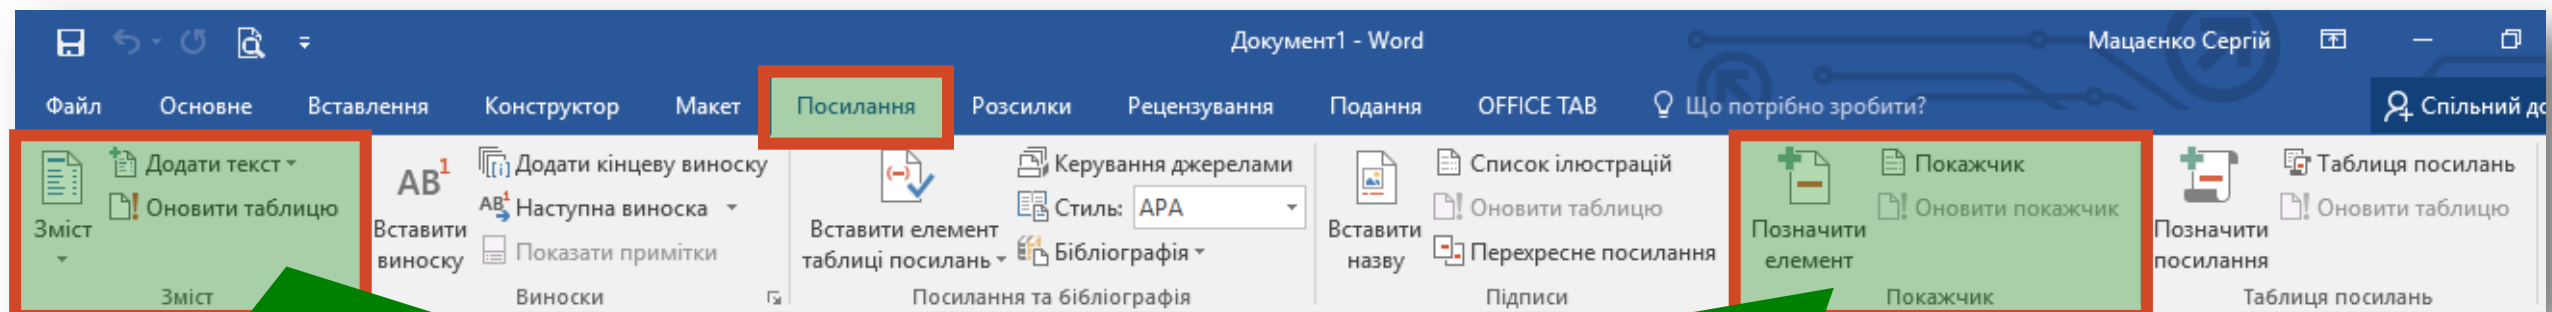 Документ1 - Word
Мацаєнко Сергій
Файл Основне Вставлення Конструктор Макет Посилання Розсилки Рецензування Подання OFFICE TAB Що потрібно зробити? Спільний до
Зміст
Додати текст
Оновити таблицю
Зміст
AB1
Вставити
виноску
Додати кінцеву виноску
AB1 Наступна виноска
Показати примітки
Виноски
Вставити елемент
таблиці посилань
Керування джерелами
Стиль: APA
Бібліографія
Посилання та бібліографія
Вставити
назву
Список ілюстрацій
Оновити таблицю
Перехресне посилання
Підписи
Позначити
елемент
Покажчик
Оновити покажчик
Покажчик
Позначити
посилання
Таблиця посилань
Оновити таблицю
Таблиця посилань